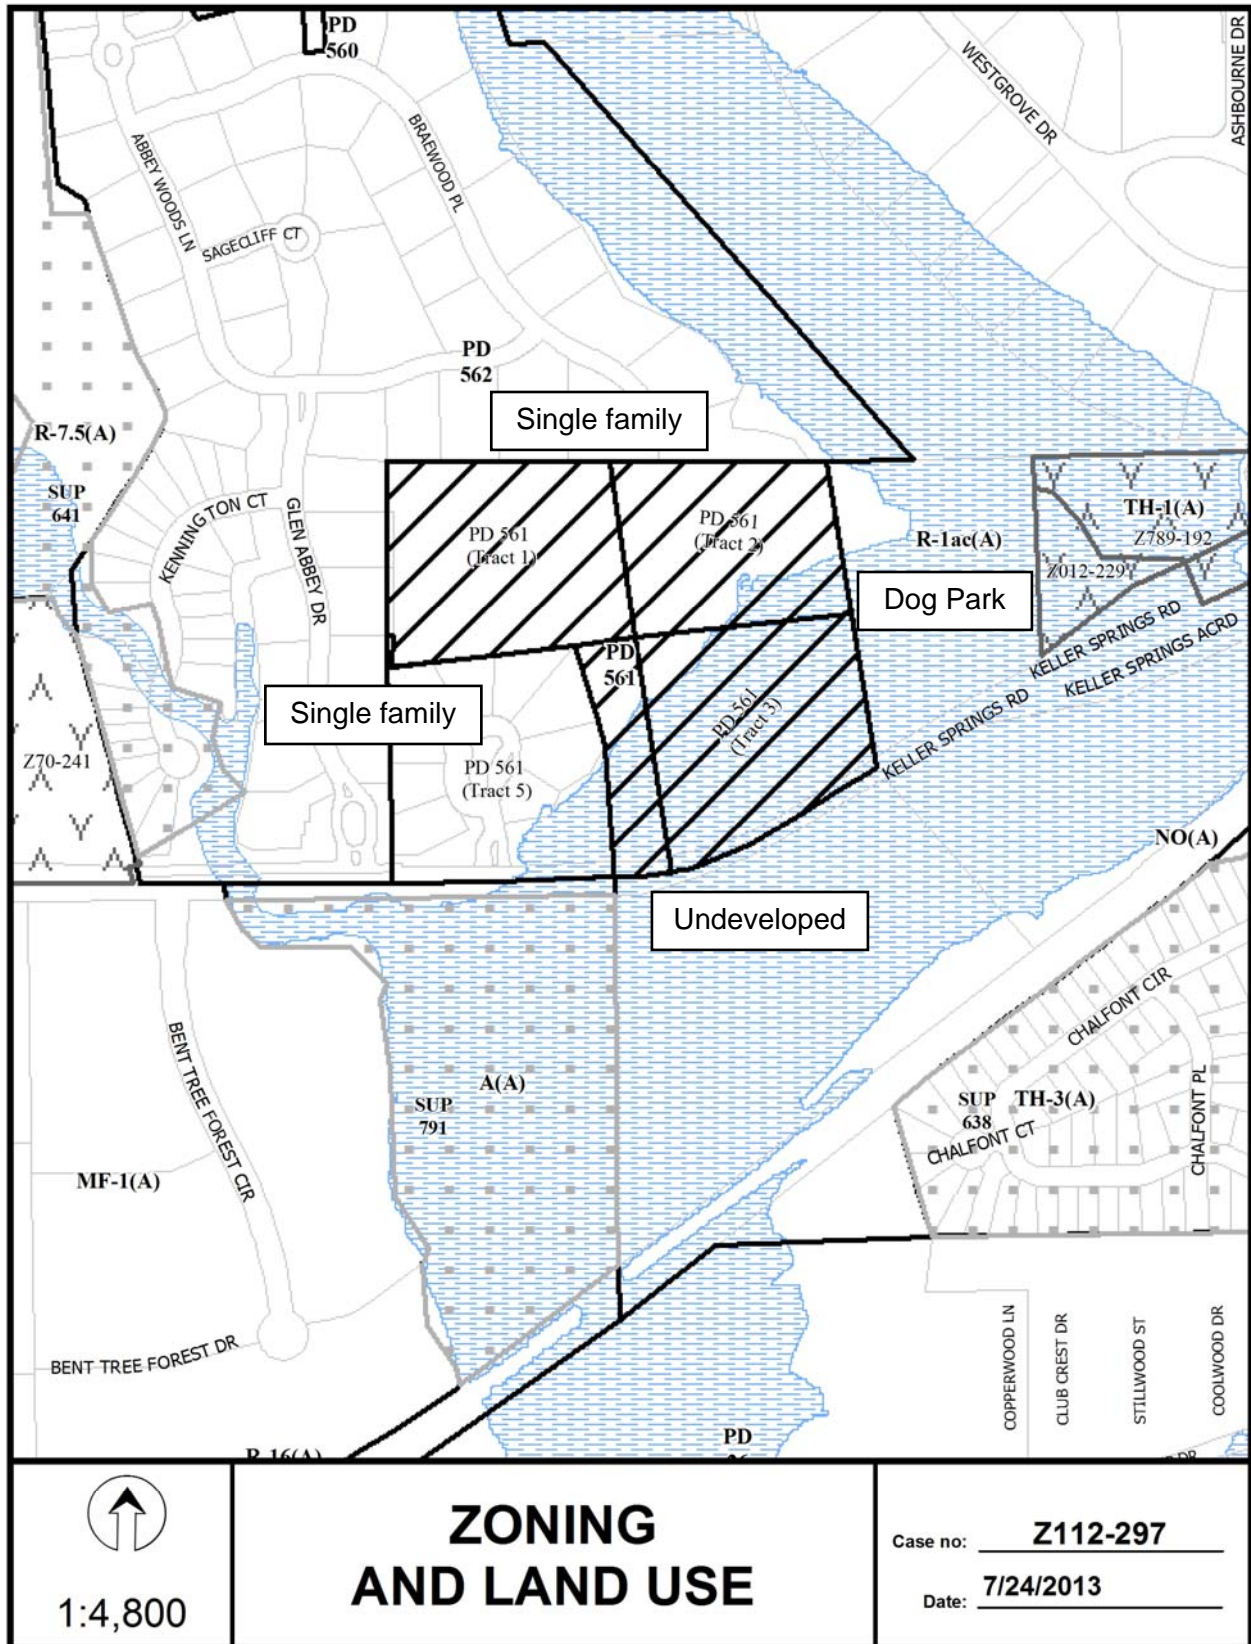 PD
560
ASHBOURNE DR
WESTGROVE DR
BRAEWOOD PL
ABBEY WOODS LN
SAGECLIFF CT
PD
562
Single family
R-7.5(A)
SUP
641
KENNINGTON CT
GLEN ABBEY DR
PD 561
(Tract 1)
PD 561
(Tract 2)
R-1ac(A)
TH-1(A)
Z789-192
Z012-229
Dog Park
KELLER SPRINGS RD
KELLER SPRINGS ACRD
KELLER SPRINGS RD
PD
561
PD 561
(Tract 3)
Single family
Z70-241
PD 561
(Tract 5)
NO(A)
Undeveloped
BENT TREE FOREST CIR
A(A)
SUP
791
CHALFONT CIR
SUP
638
TH-3(A)
CHALFONT CT
CHALFONT PL
MF-1(A)
BENT TREE FOREST DR
COPPERWOOD LN
CLUB CREST DR
STILLWOOD ST
COOLWOOD DR
R-16(A)
PD
DR
1:4,800
ZONING
AND LAND USE
Case no: Z112-297
Date: 7/24/2013